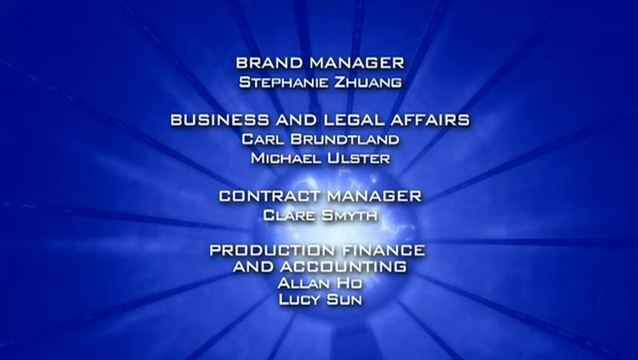 BRAND MANAGER
STEPHANIE ZHUANG
BUSINESS AND LEGAL AFFAIRS
CARL BRUNDTLAND
MICHAEL ULSTER
CONTRACT MANAGER
CLARE SMYTH
PRODUCTION FINANCE
AND ACCOUNTING
ALLAN HO
LUCY SUN